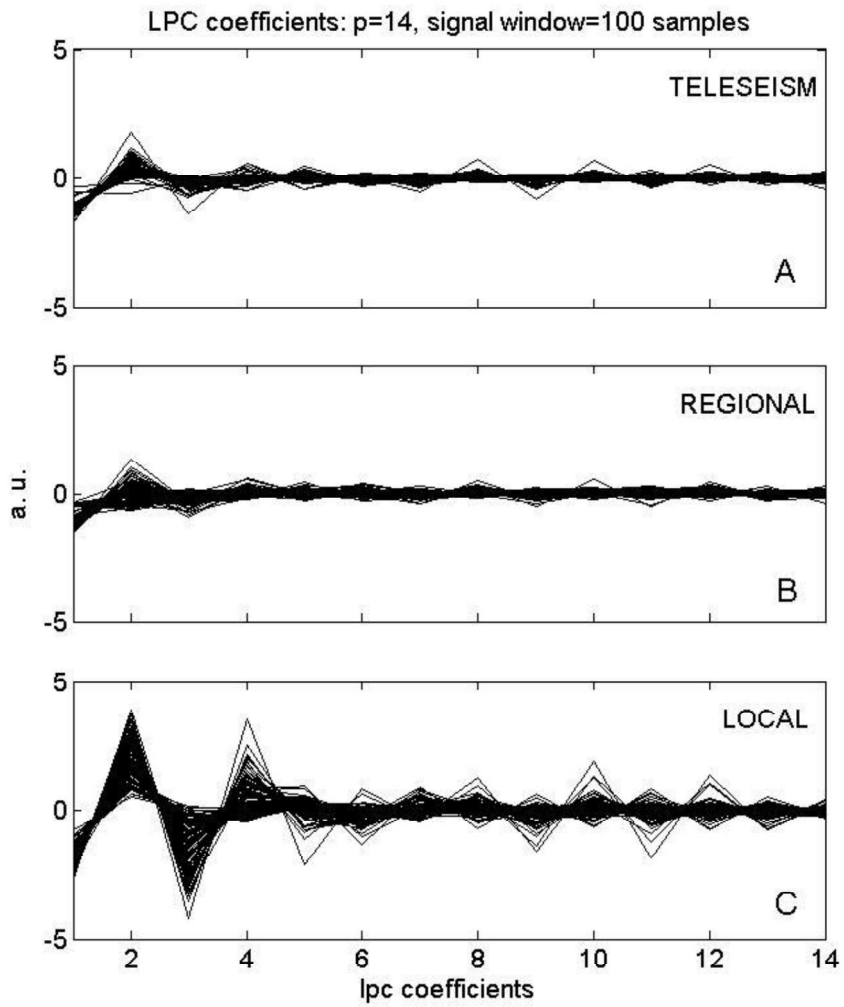 LPC coefficients: p=14, signal window=100 samples
5
TELESEISM
0
A
-5
5
REGIONAL
0
a. u.
B
-5
5
LOCAL
0
C
-5
2 4 6 8 10 12 14
lpc coefficients